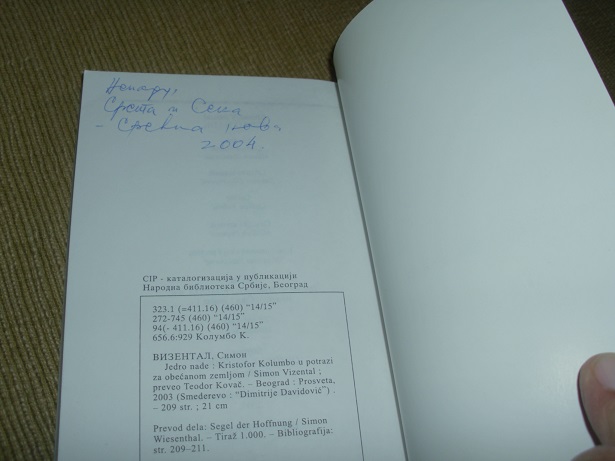 Срета и Сека
- Срећна нова
2004.
CIP - каталогизација у публикацији
Народна библиотека Србије, Београд
323.1 (=411.16) (460) “14/15”
272-745 (460) “14/15”
94(- 411.16) (460) “14/15”
656.6:929 Колумбо К.
ВИЗЕНТАЛ, Симон
Jedro nade : Kristofor Kolumbo u potrazi
za obećanom zemljom / Simon Vizental ;
preveo Teodor Kovač. – Beograd : Prosveta,
2003 (Smederevo : “Dimitrije Davidović”) .
– 209 str. ; 21 cm
Prevod dela: Segel der Hoffnung / Simon
Wiesenthal. – Tiraž 1.000. – Bibliografija:
str. 209–211.